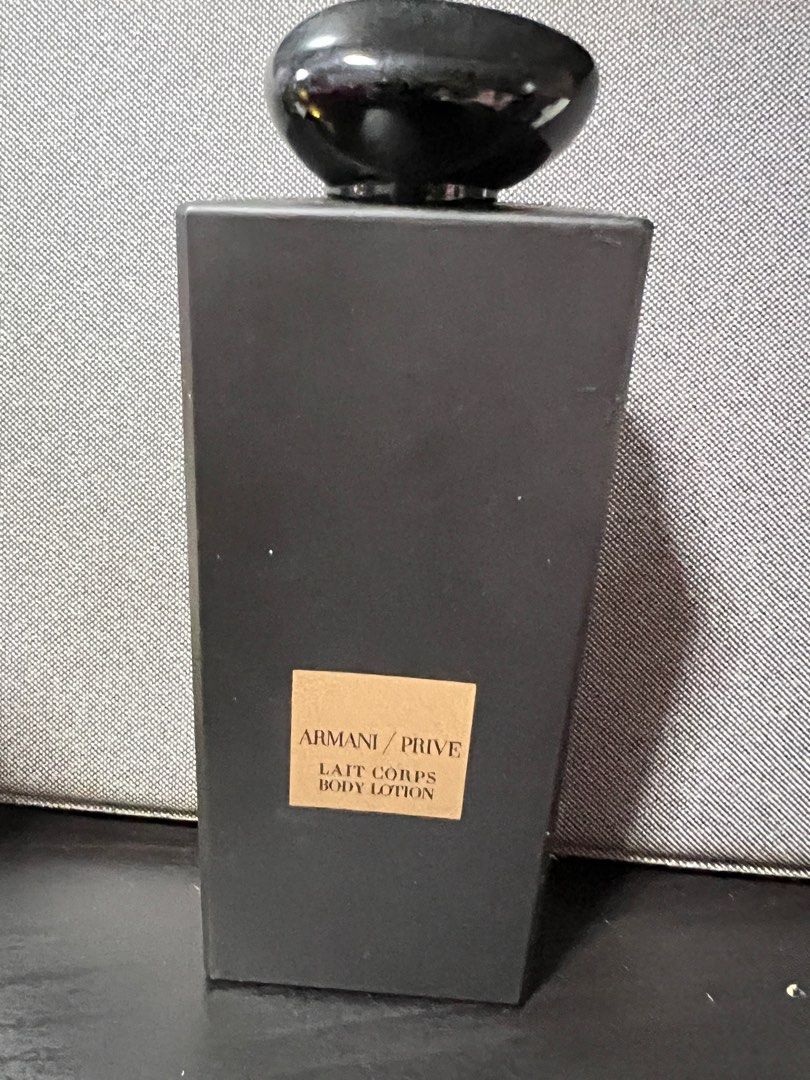 ARMANI / PRIVE
LAIT CORPS
BODY LOTION